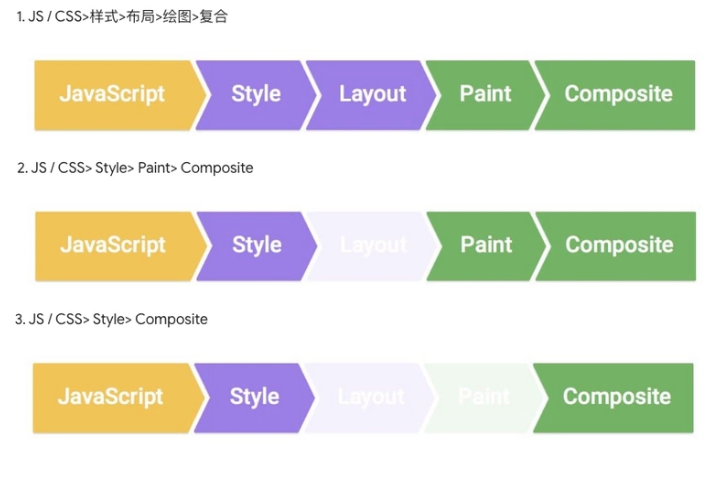 1. JS / CSS>样式>布局>绘图>复合
JavaScript Style Layout Paint Composite
2. JS / CSS> Style> Paint> Composite
JavaScript Style Layout Paint Composite
3. JS / CSS> Style> Composite
JavaScript Style Layout Paint Composite